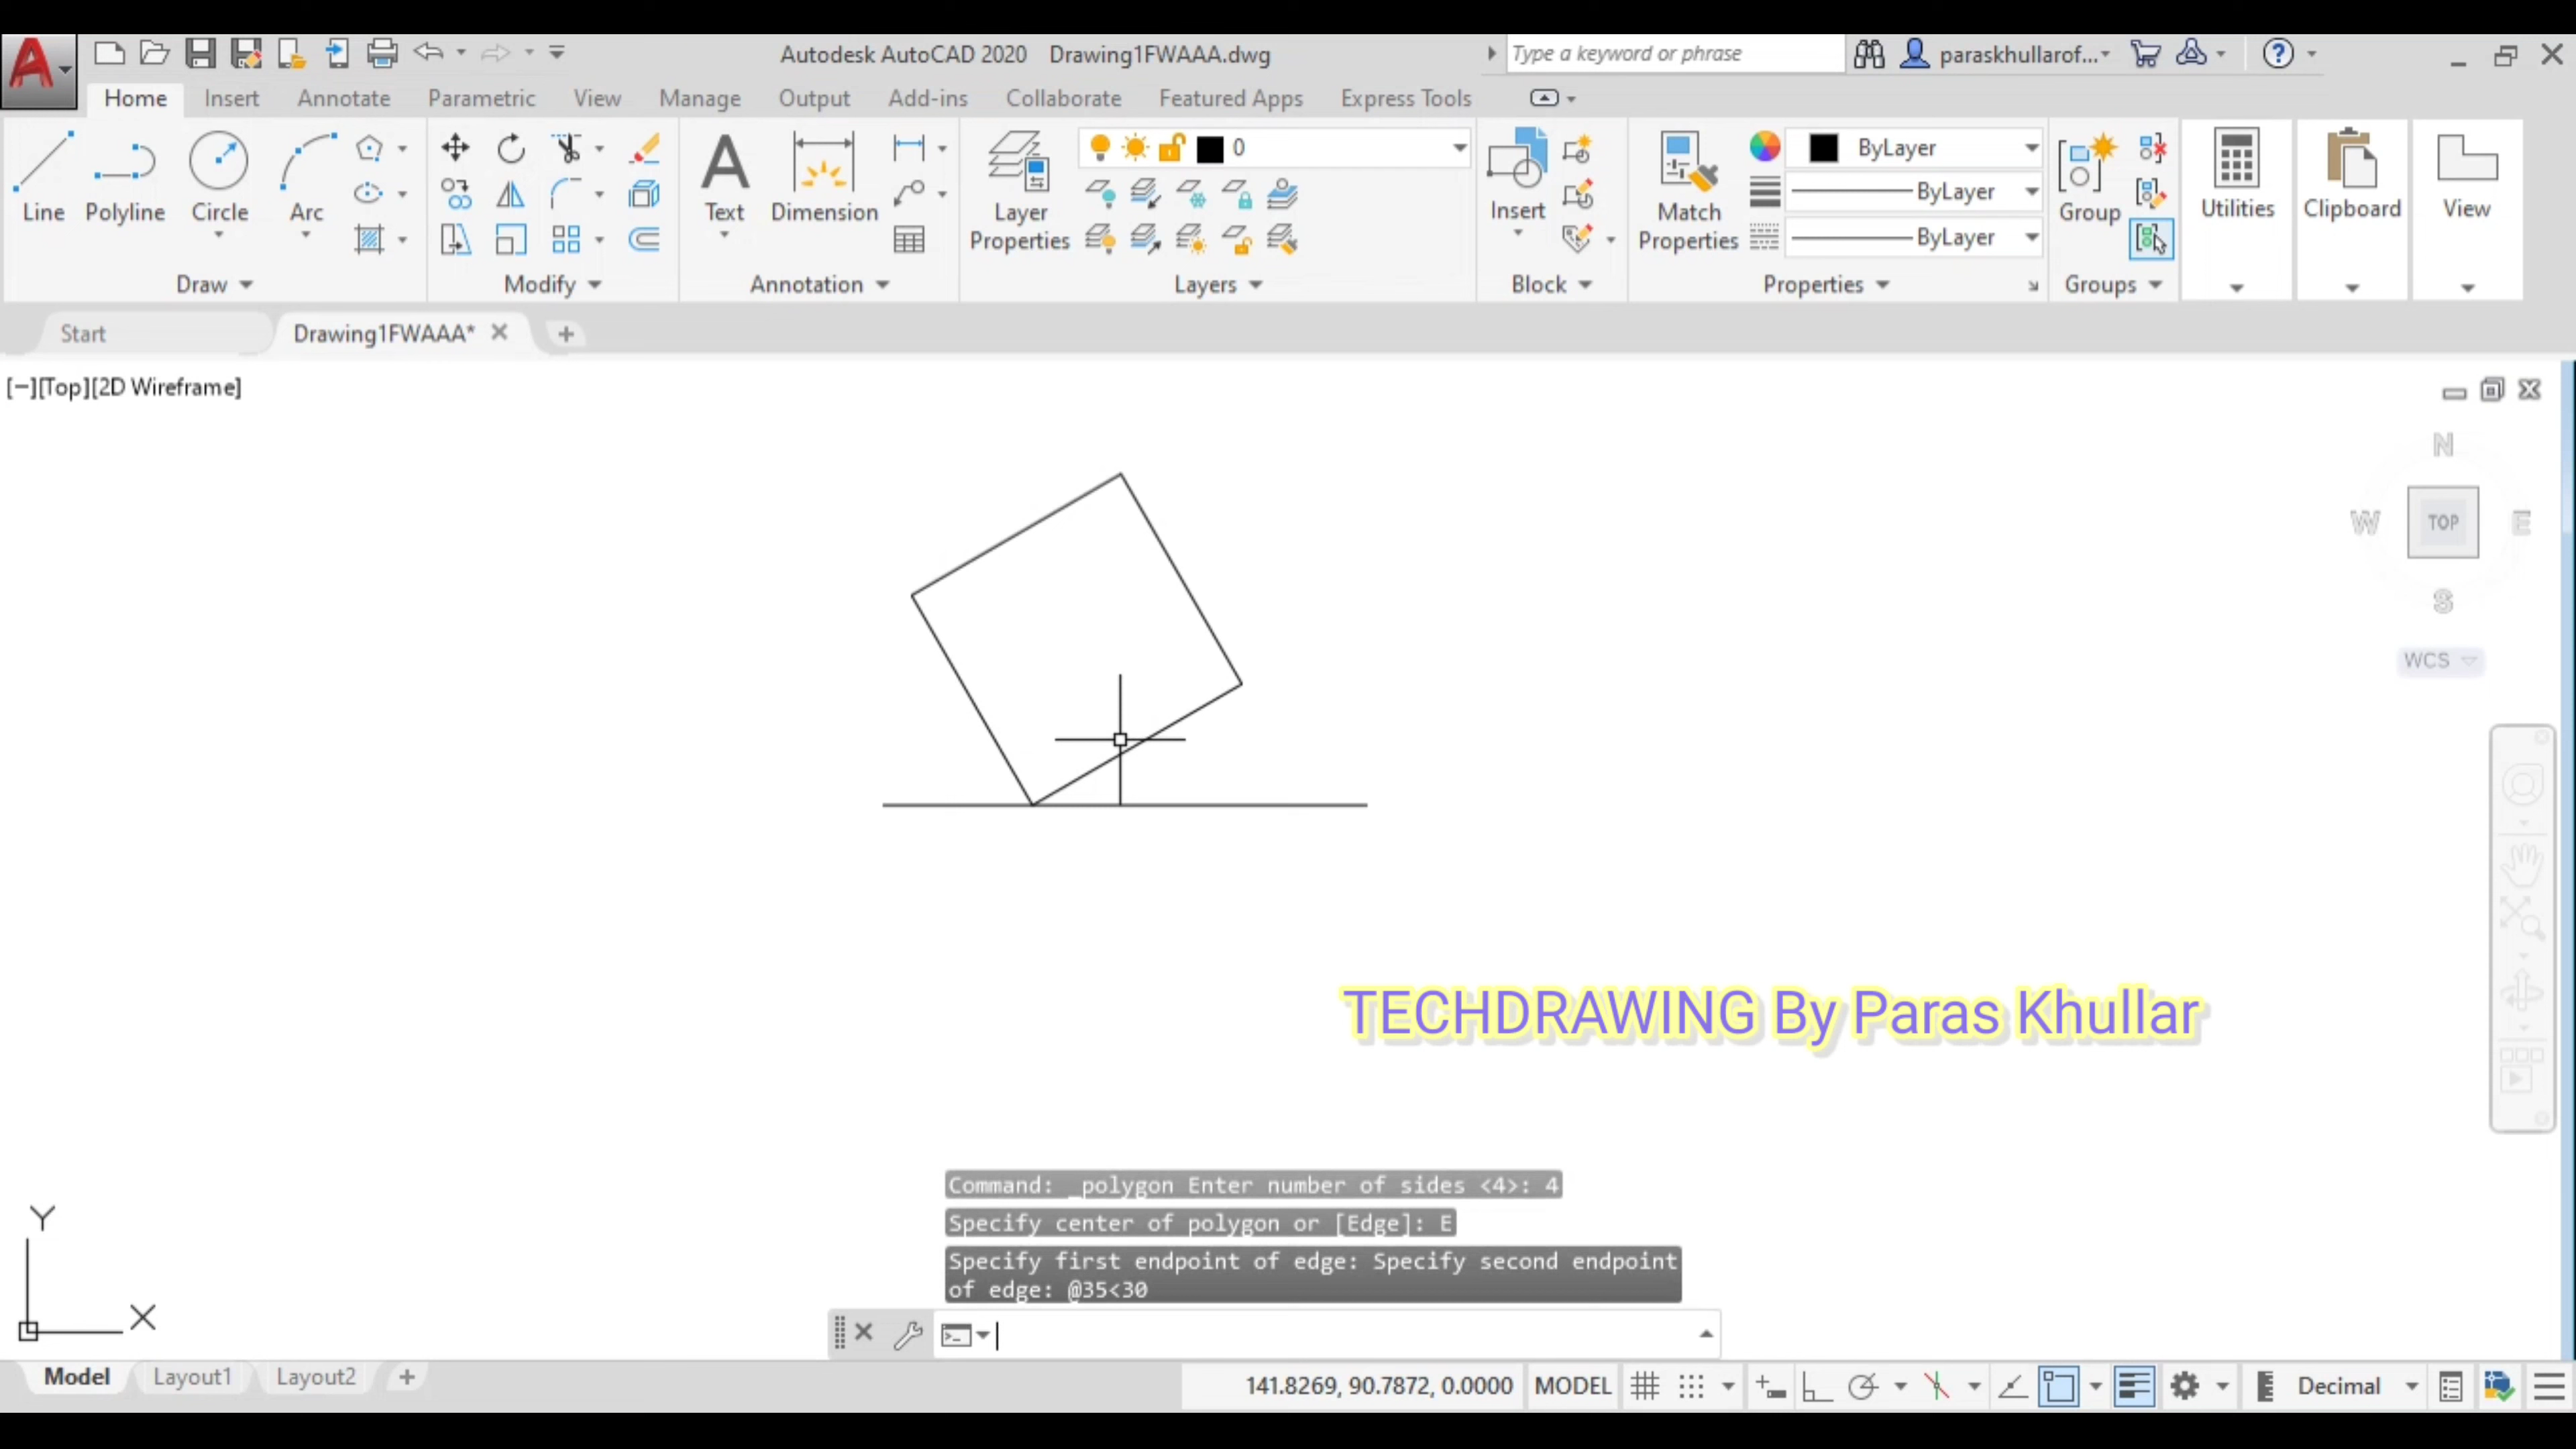 Autodesk AutoCAD 2020 Drawing1FWAAA.dwg
Type a keyword or phrase
paraskhullarof...
Home Insert Annotate Parametric View Manage Output Add-ins Collaborate Featured Apps Express Tools
0
ByLayer
ByLayer
ByLayer
Line Polyline Circle Arc
Text Dimension
Layer Properties
Insert
Match Properties
Group
Utilities Clipboard View
Draw Modify Annotation Layers Block Properties Groups
Start Drawing1FWAAA*
[−][Top][2D Wireframe]
N
W TOP E
S
WCS
TECHDRAWING By Paras Khullar
Command: _polygon Enter number of sides <4>: 4
Specify center of polygon or [Edge]: E
Specify first endpoint of edge: Specify second endpoint
of edge: @35<30
Y
X
Model Layout1 Layout2
141.8269, 90.7872, 0.0000 MODEL Decimal